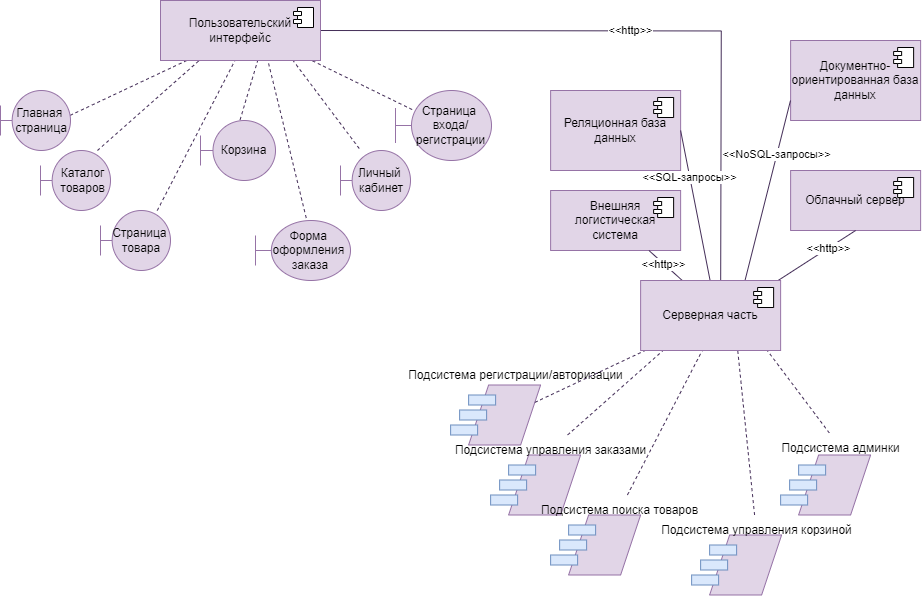 Пользовательский
интерфейс
<<http>>
Документно-
ориентированная база
данных
Реляционная база
данных
Главная
страница
Страница
входа/
регистрации
Корзина
Каталог
товаров
Личный
кабинет
<<NoSQL-запросы>>
<<SQL-запросы>>
Облачный сервер
Внешняя
логистическая
система
Страница
товара
Форма
оформления
заказа
<<http>>
<<http>>
Серверная часть
Подсистема регистрации/авторизации
Подсистема управления заказами
Подсистема админки
Подсистема поиска товаров
Подсистема управления корзиной